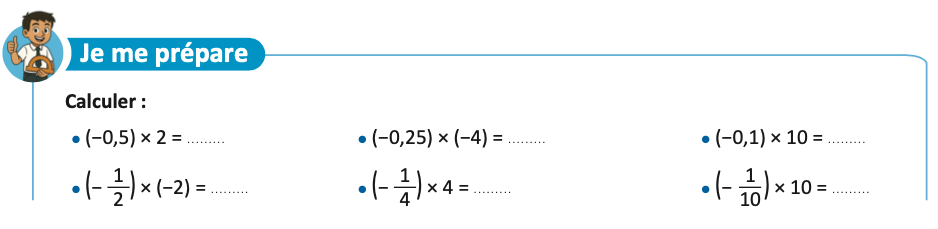 Je me prépare
Calculer :
• (−0,5) × 2 = ......... • (−0,25) × (−4) = ......... • (−0,1) × 10 = .........
• (− 1/2) × (−2) = ......... • (− 1/4) × 4 = ......... • (− 1/10) × 10 = .........